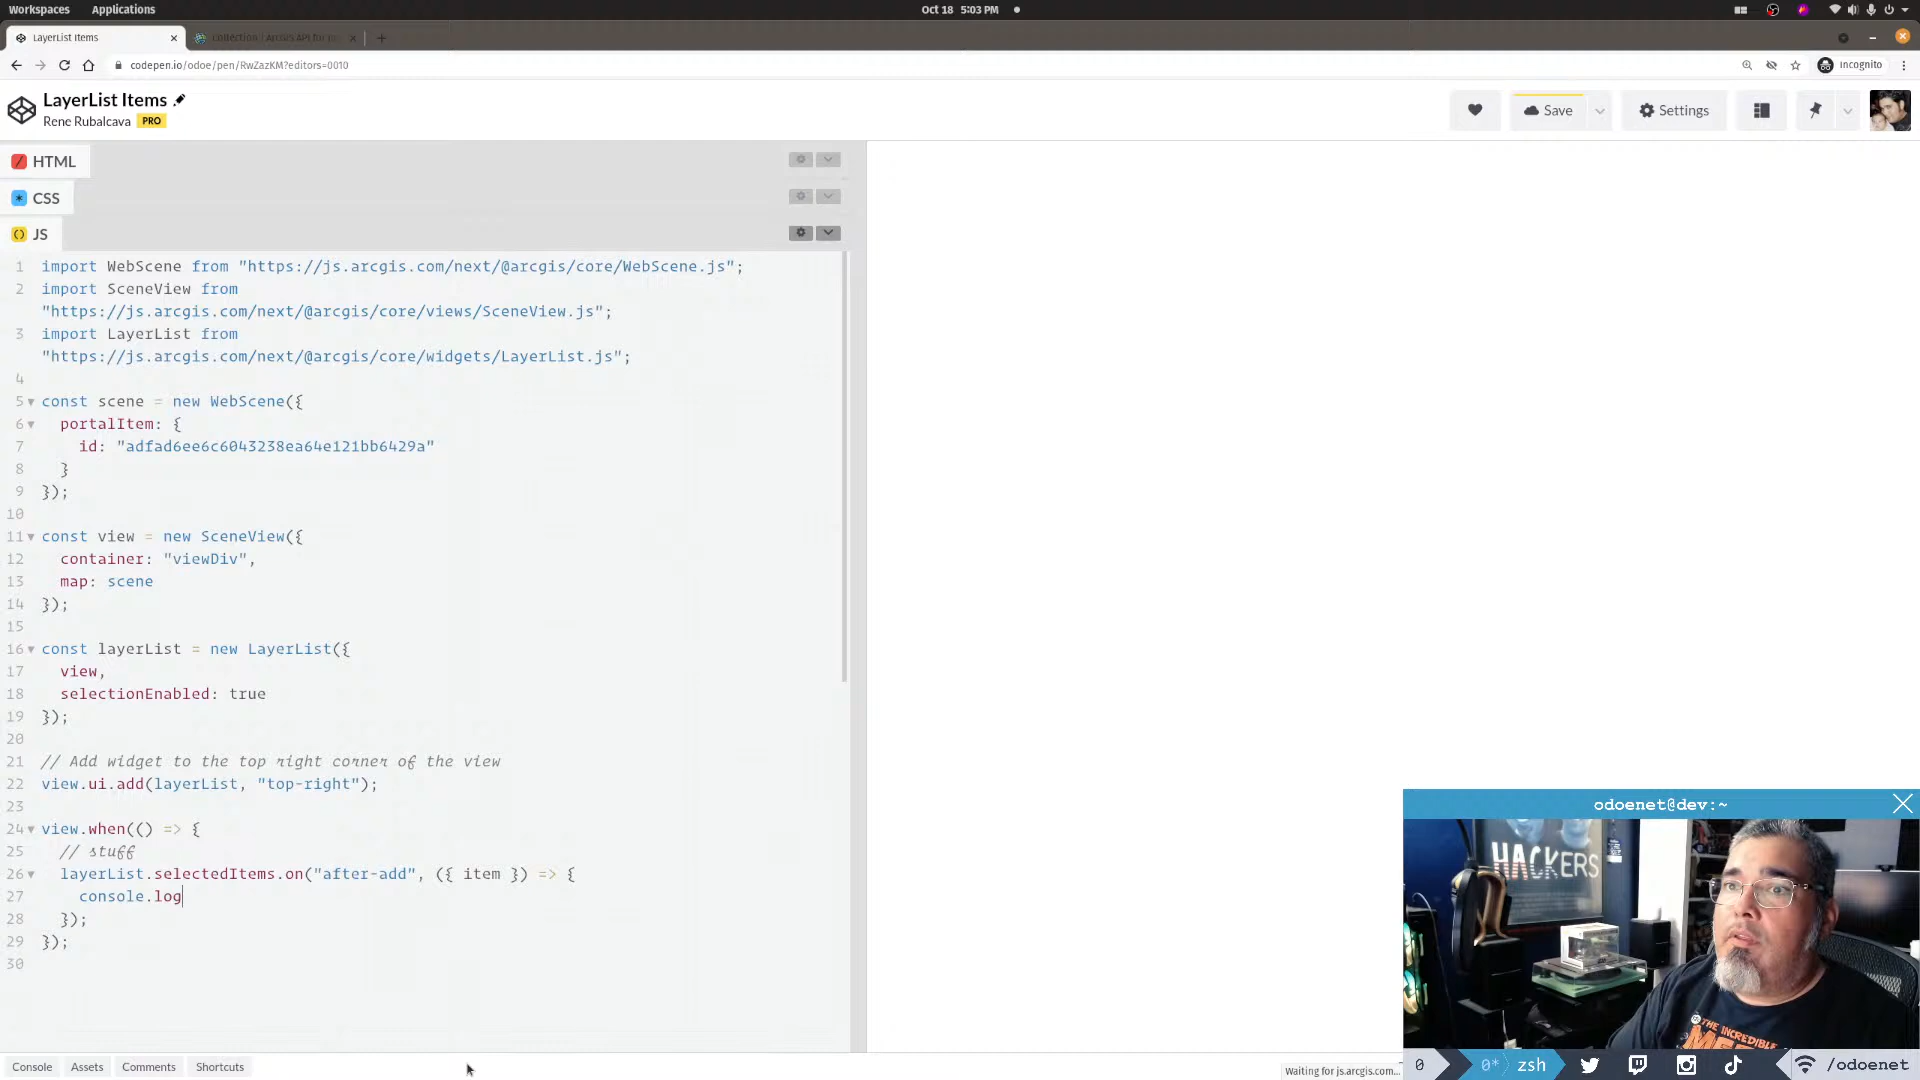 Workspaces Applications Oct 18 5:03 PM
LayerList Items Collection | ArcGIS API for
codepen.io/odoe/pen/RwZazKM?editors=0010 Incognito
LayerList Items
Rene Rubalcava PRO
Save Settings
HTML
CSS
JS
1 import WebScene from "https://js.arcgis.com/next/@arcgis/core/WebScene.js";
2 import SceneView from
"https://js.arcgis.com/next/@arcgis/core/views/SceneView.js";
3 import LayerList from
"https://js.arcgis.com/next/@arcgis/core/widgets/LayerList.js";
4
5 const scene = new WebScene({
6 portalItem: {
7 id: "adfad6ee6c6043238ea64e121bb6429a"
8 }
9 });
10
11 const view = new SceneView({
12 container: "viewDiv",
13 map: scene
14 });
15
16 const layerList = new LayerList({
17 view,
18 selectionEnabled: true
19 });
20
21 // Add widget to the top right corner of the view
22 view.ui.add(layerList, "top-right");
23
24 view.when(() => {
25 // stuff
26 layerList.selectedItems.on("after-add", ({ item }) => {
27 console.log
28 });
29 });
30
odoenet@dev:~
HACKERS
THE INCREDIBLE
Console Assets Comments Shortcuts
Waiting for js.arcgis.com...
0 0* zsh /odoenet